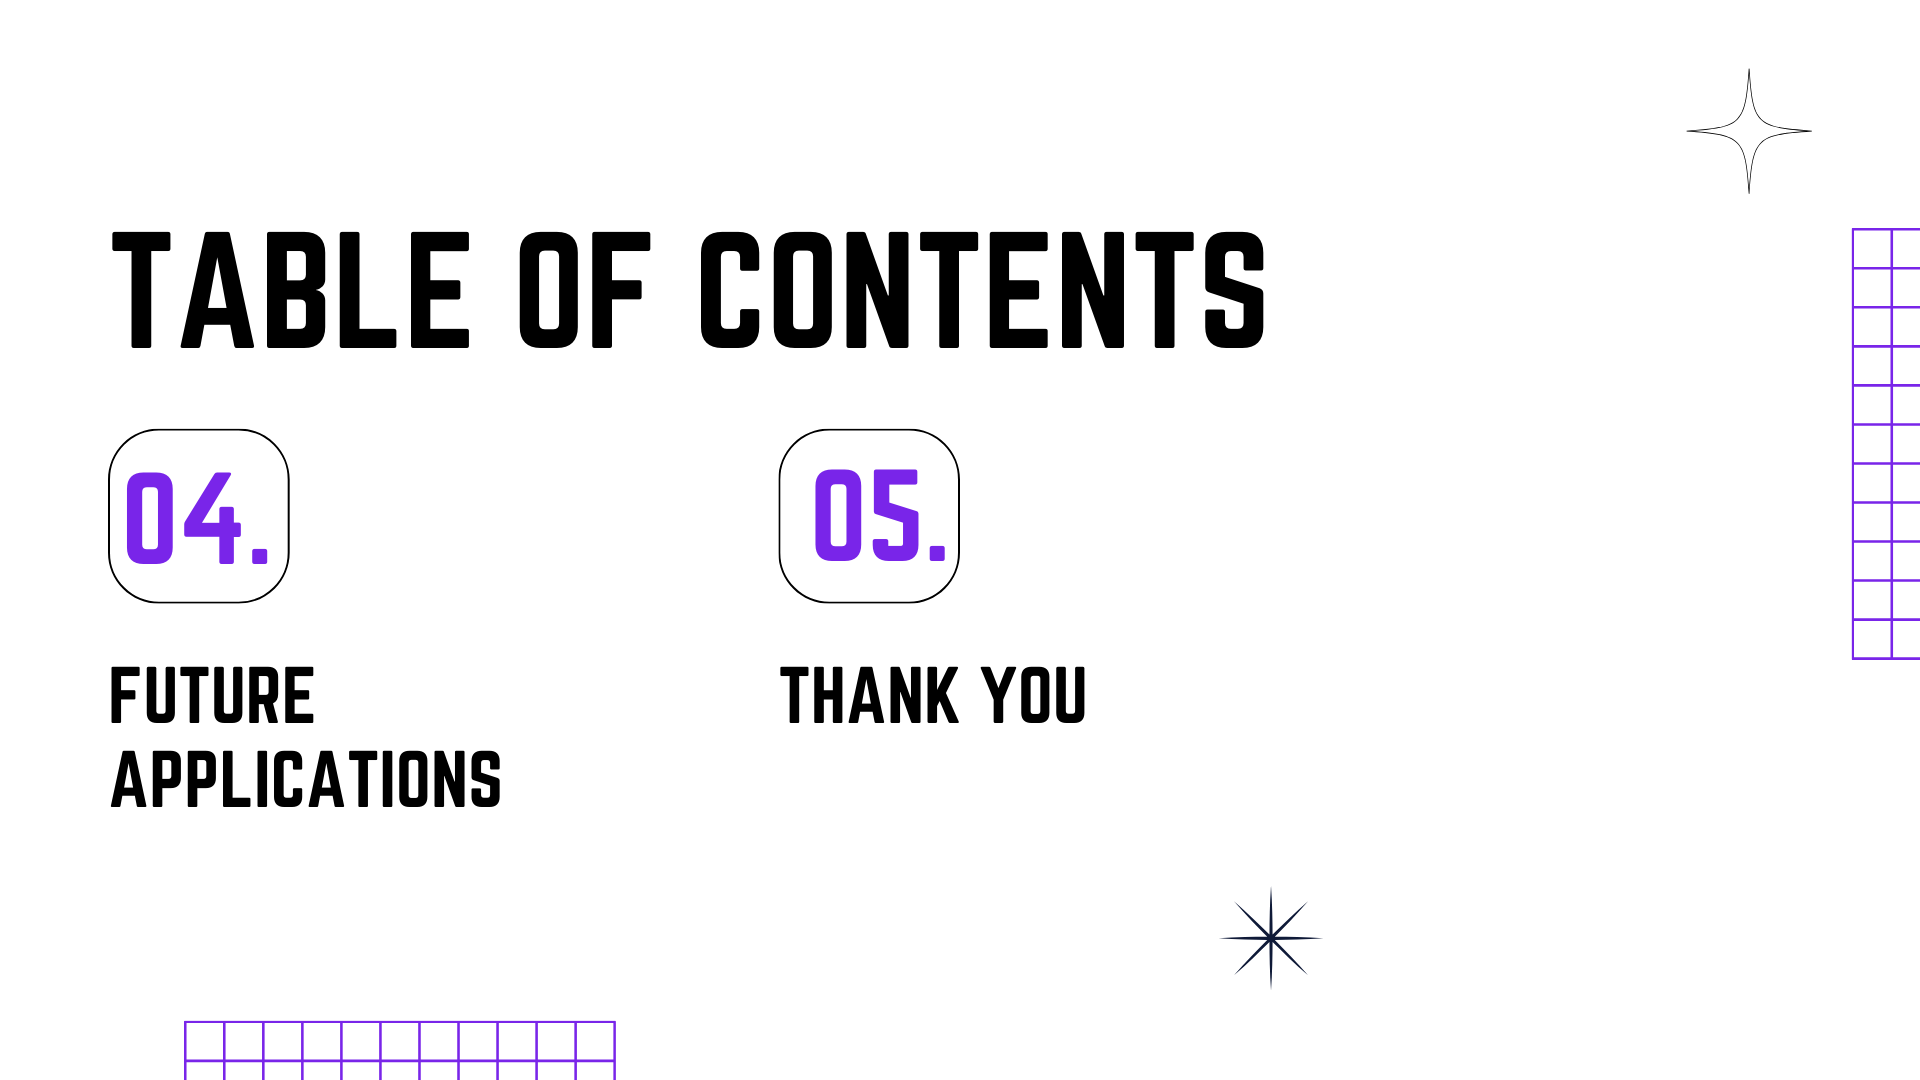 TABLE OF CONTENTS
04.
05.
FUTURE
APPLICATIONS
THANK YOU